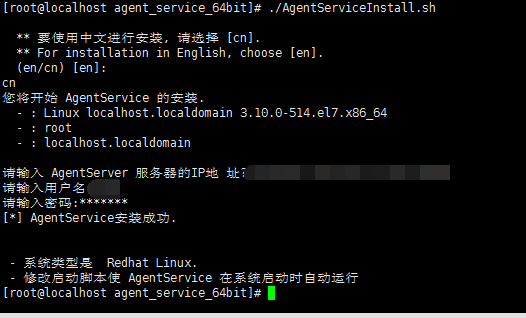 [root@localhost agent_service_64bit]# ./AgentServiceInstall.sh
** 要使用中文进行安装, 请选择 [cn].
** For installation in English, choose [en].
(en/cn) [en]:
cn
您将开始 AgentService 的安装.
- : Linux localhost.localdomain 3.10.0-514.el7.x86_64
- : root
- : localhost.localdomain
请输入 AgentServer 服务器的IP地 址?
请输入用户名
请输入密码:*******
[*] AgentService安装成功.
- 系统类型是 Redhat Linux.
- 修改启动脚本使 AgentService 在系统启动时自动运行
[root@localhost agent_service_64bit]#